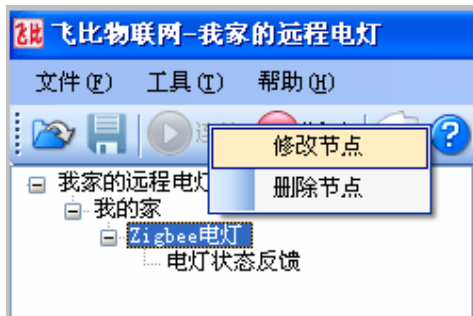 飞比 飞比物联网-我家的远程电灯
文件(F) 工具(T) 帮助(H)
修改节点
删除节点
我家的远程电灯
我的家
Zigbee电灯
电灯状态反馈